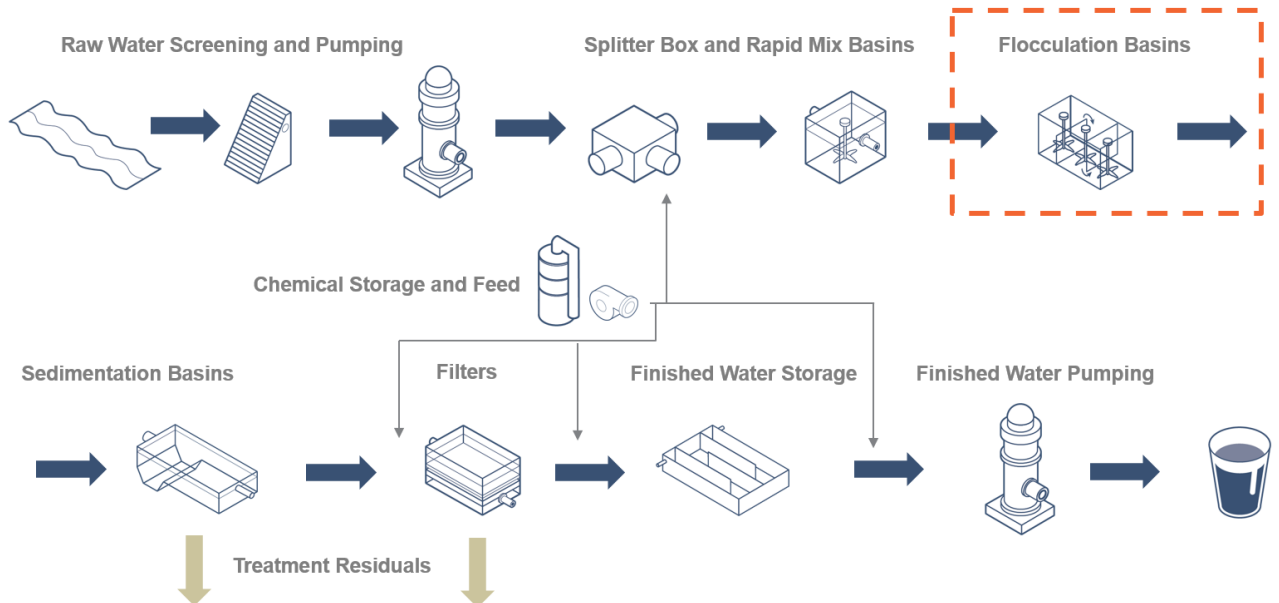 Raw Water Screening and Pumping
Splitter Box and Rapid Mix Basins
Flocculation Basins
Chemical Storage and Feed
Sedimentation Basins
Filters
Finished Water Storage
Finished Water Pumping
Treatment Residuals